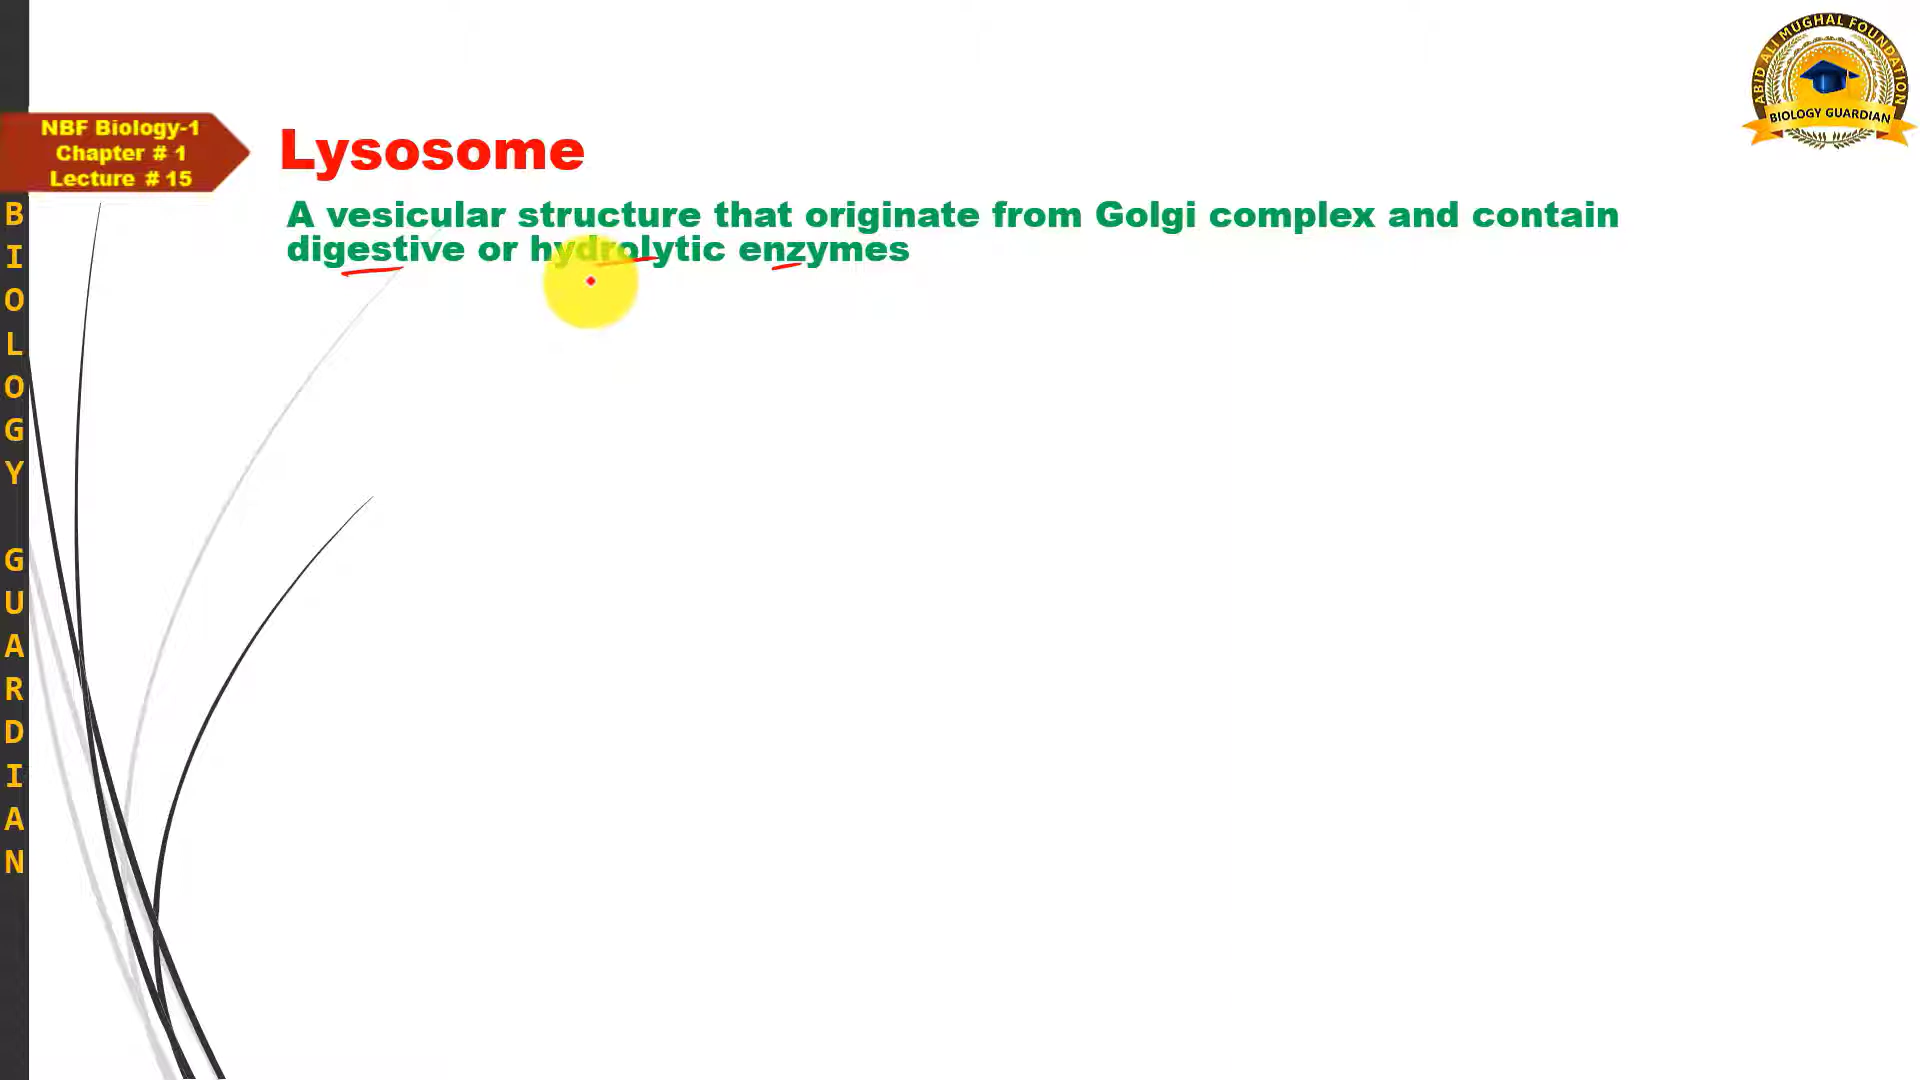 ABID ALI MUGHAL FOUNDATION
BIOLOGY GUARDIAN
NBF Biology-1
Chapter # 1
Lecture # 15
Lysosome
A vesicular structure that originate from Golgi complex and contain
digestive or hydrolytic enzymes
BIOLOGY GUARDIAN